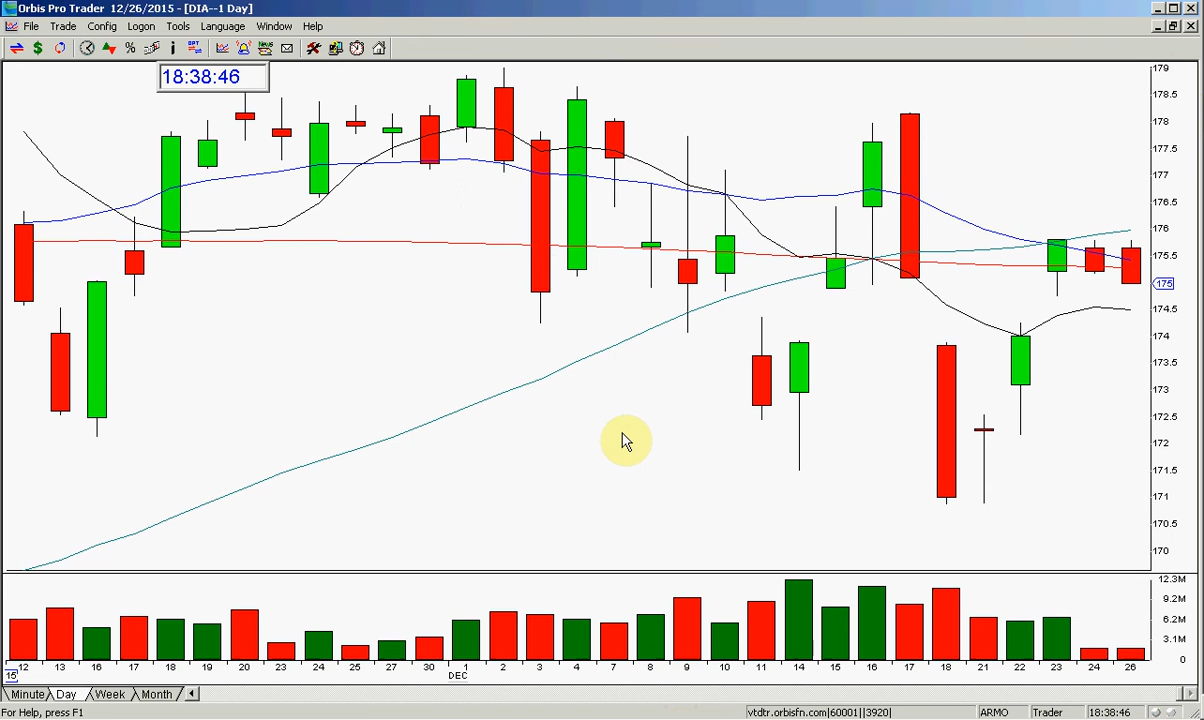 Orbis Pro Trader 12/26/2015 - [DIA--1 Day]
File Trade Config Logon Tools Language Window Help
18:38:46
179
178.5
178
177.5
177
176.5
176
175.5
175
174.5
174
173.5
173
172.5
172
171.5
171
170.5
170
12.3M
9.2M
6.2M
3.1M
0
12 13 16 17 18 19 20 23 24 25 27 30 1 2 3 4 7 8 9 10 11 14 15 16 17 18 21 22 23 24 26
15 DEC
Minute Day Week Month
For Help, press F1 vtdtr.orbisfn.com|60001||3920| ARMO Trader 18:38:46